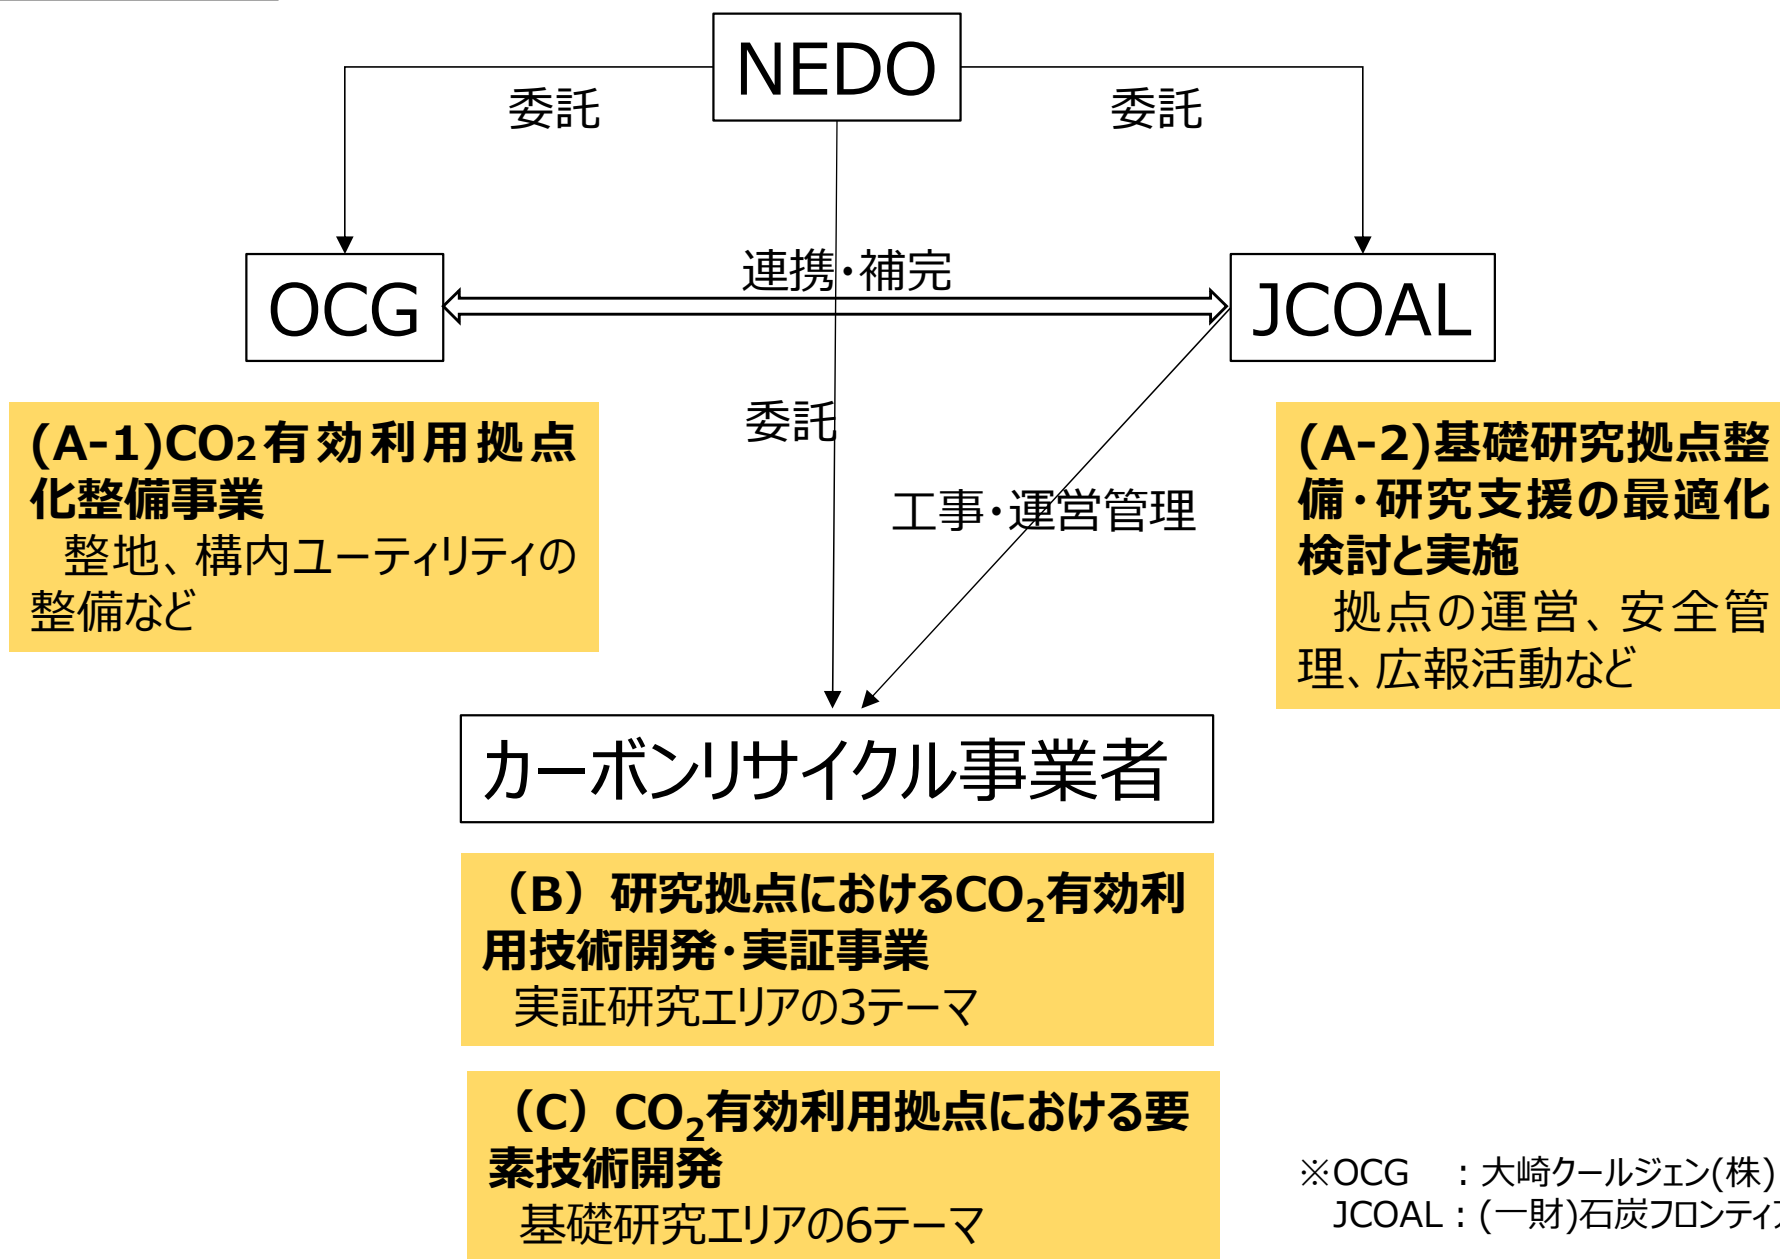 NEDO
委託
委託
OCG
連携・補完
JCOAL
委託
工事・運営管理
(A-1)CO₂有効利用拠点
化整備事業
整地、構内ユーティリティの
整備など
(A-2)基礎研究拠点整
備・研究支援の最適化
検討と実施
拠点の運営、安全管
理、広報活動など
カーボンリサイクル事業者
（B）研究拠点におけるCO₂有効利
用技術開発・実証事業
実証研究エリアの3テーマ
（C）CO₂有効利用拠点における要
素技術開発
基礎研究エリアの6テーマ
※OCG ：大崎クールジェン(株)
JCOAL：(一財)石炭フロンティ